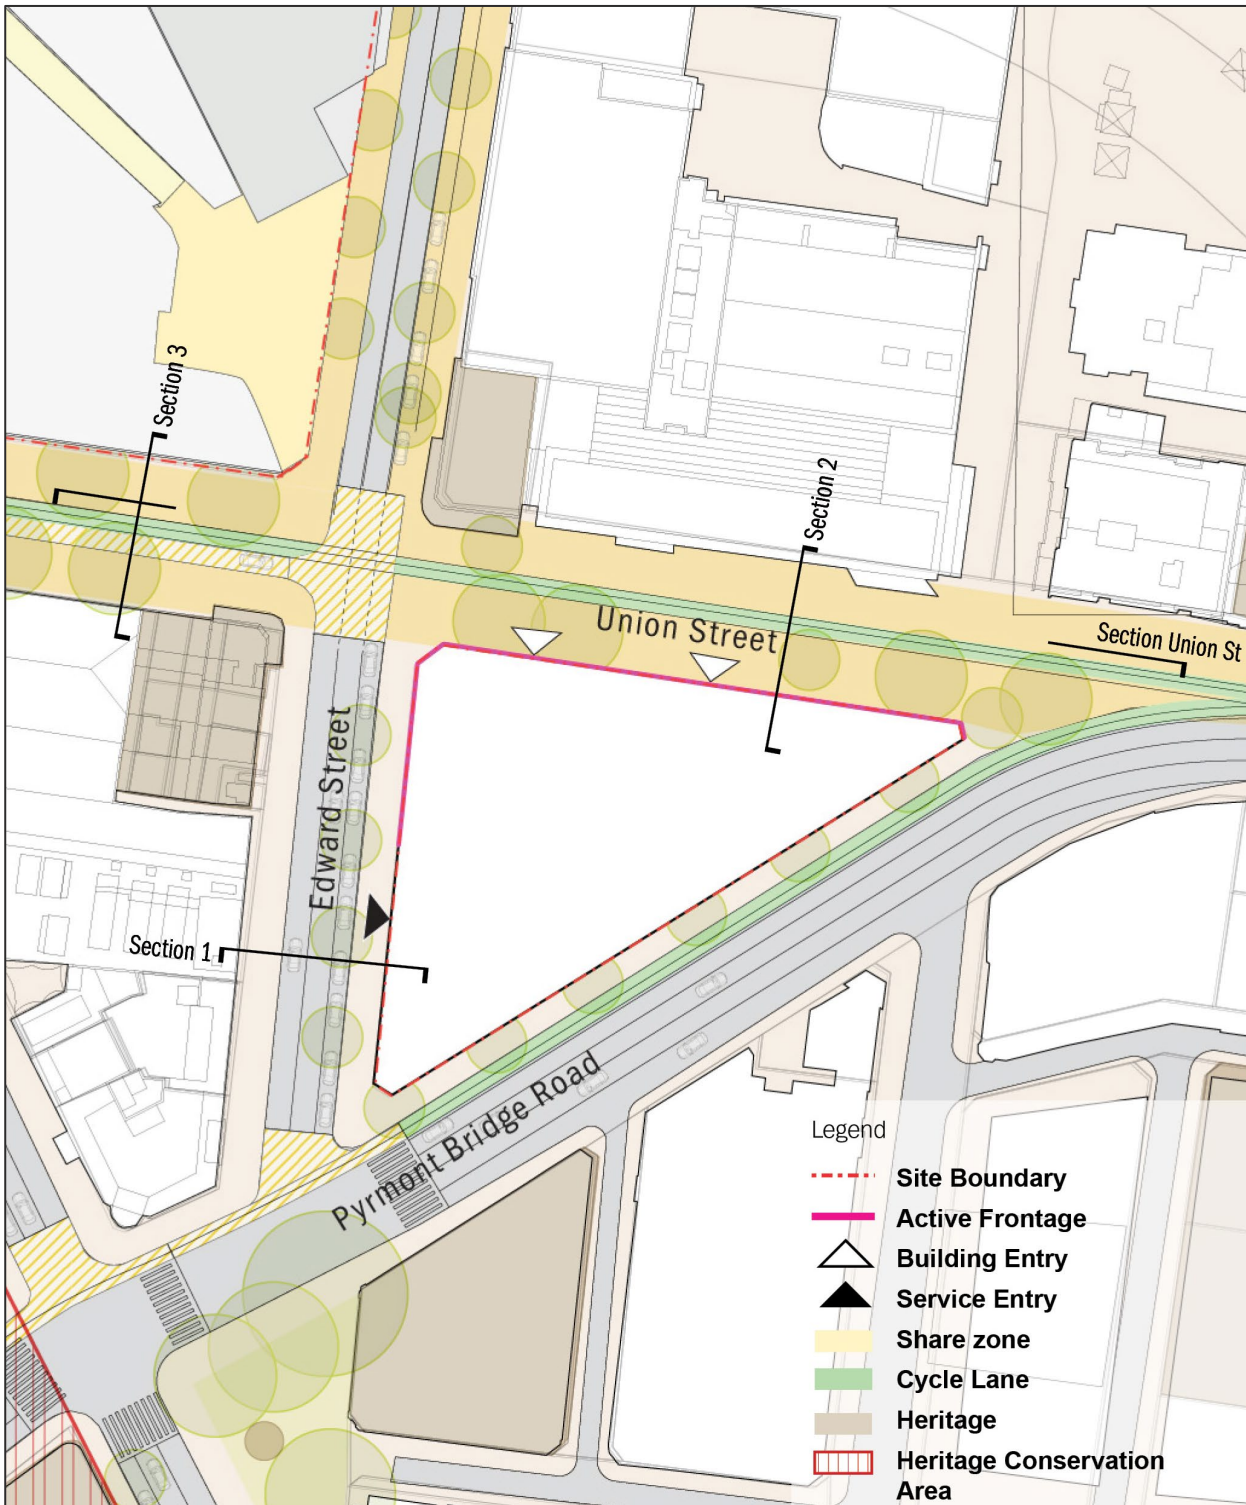 Section 3
Section 2
Union Street
Section Union St
Edward Street
Section 1
Pyrmont Bridge Road
Legend
Site Boundary
Active Frontage
Building Entry
Service Entry
Share zone
Cycle Lane
Heritage
Heritage Conservation
Area